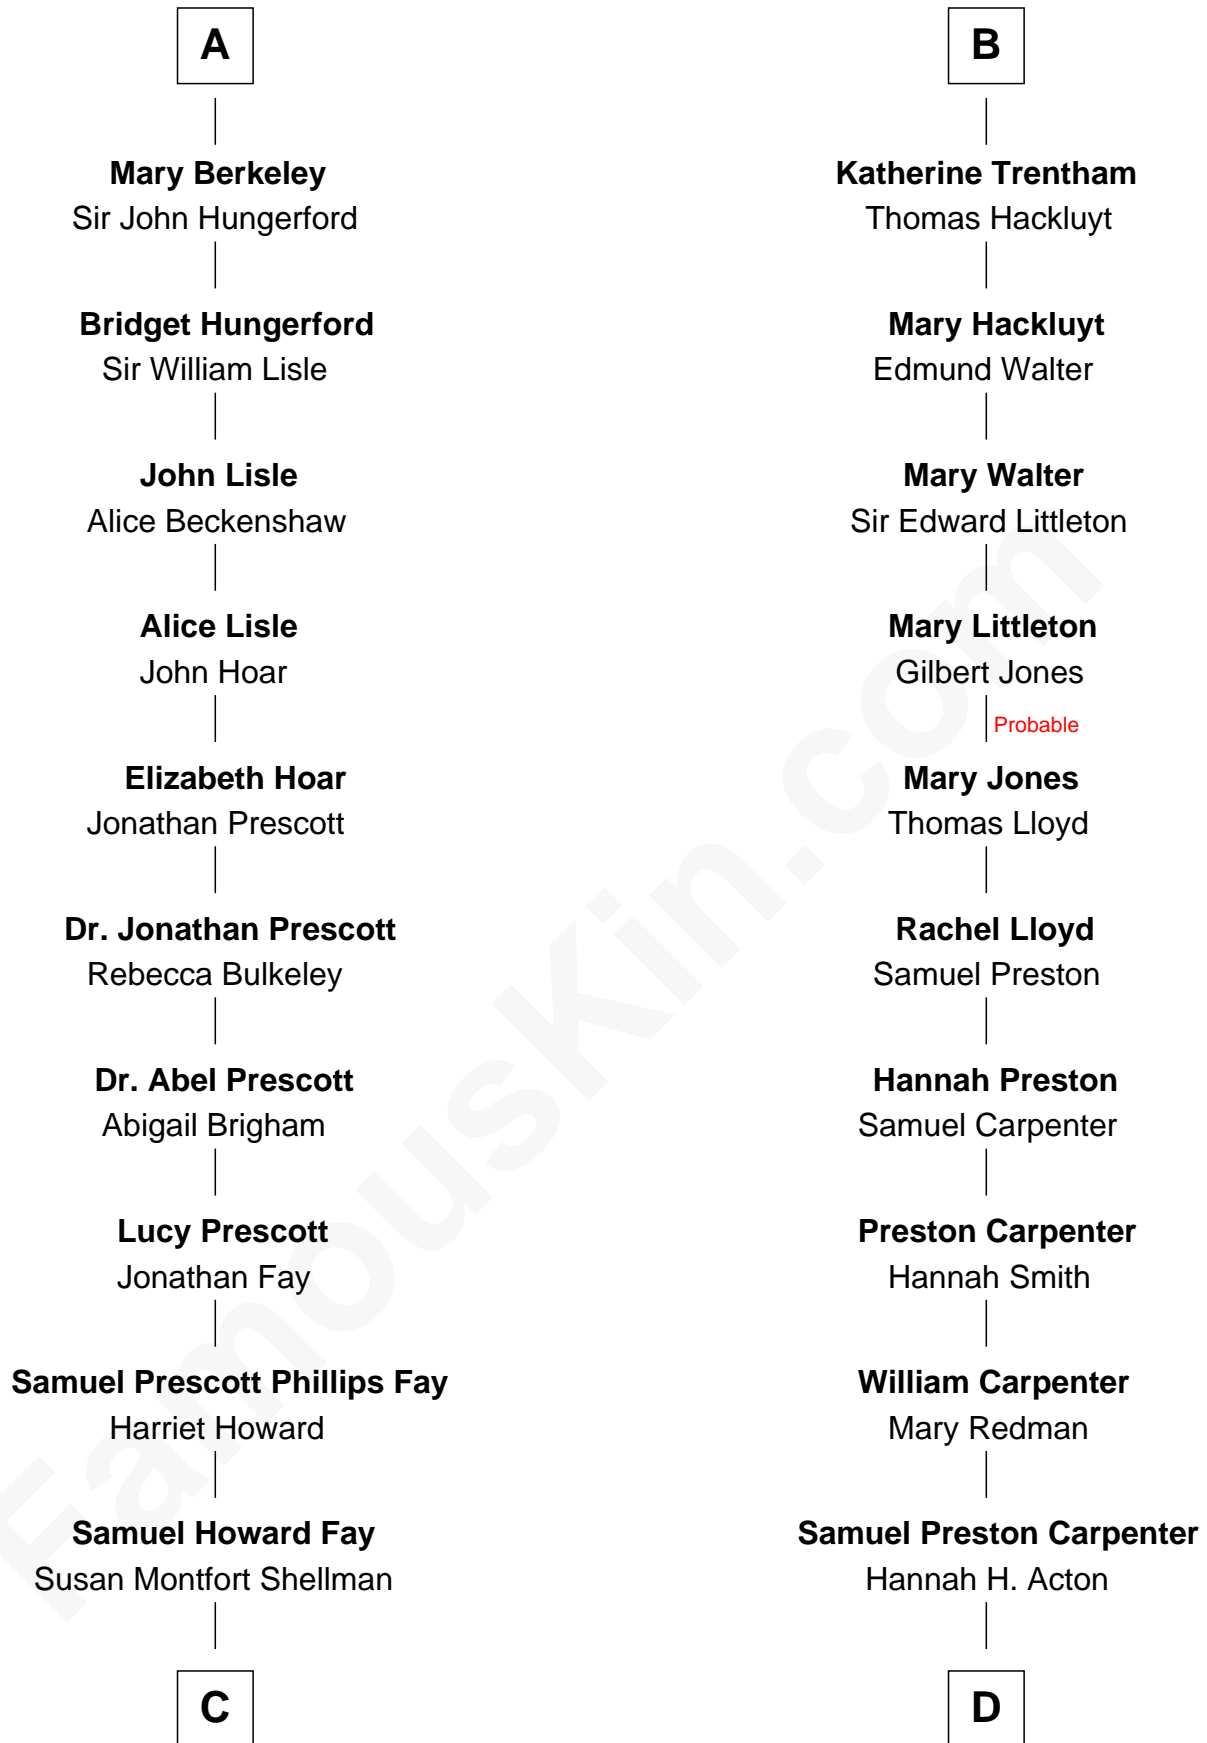 A
Mary Berkeley
Sir John Hungerford
Bridget Hungerford
Sir William Lisle
John Lisle
Alice Beckenshaw
Alice Lisle
John Hoar
Elizabeth Hoar
Jonathan Prescott
Dr. Jonathan Prescott
Rebecca Bulkeley
Dr. Abel Prescott
Abigail Brigham
Lucy Prescott
Jonathan Fay
Samuel Prescott Phillips Fay
Harriet Howard
Samuel Howard Fay
Susan Montfort Shellman
C
B
Katherine Trentham
Thomas Hackluyt
Mary Hackluyt
Edmund Walter
Mary Walter
Sir Edward Littleton
Mary Littleton
Gilbert Jones
Probable
Mary Jones
Thomas Lloyd
Rachel Lloyd
Samuel Preston
Hannah Preston
Samuel Carpenter
Preston Carpenter
Hannah Smith
William Carpenter
Mary Redman
Samuel Preston Carpenter
Hannah H. Acton
D
FamousKin.com